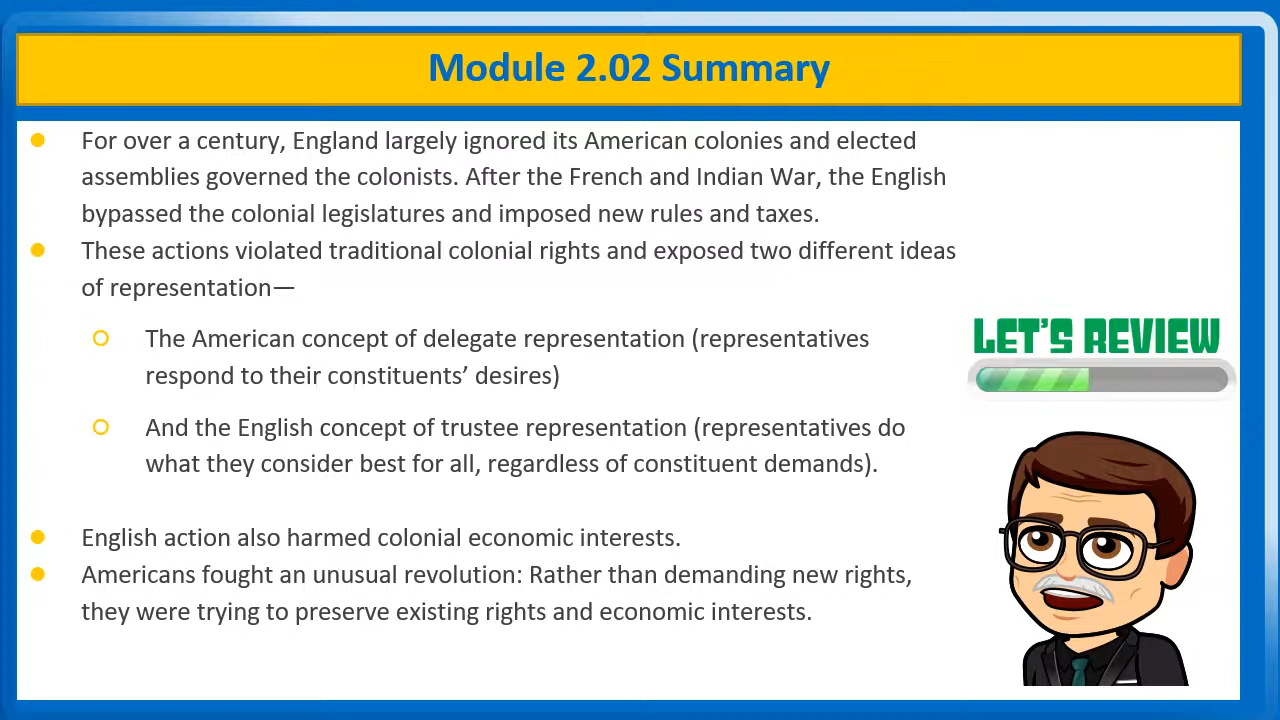 Module 2.02 Summary
For over a century, England largely ignored its American colonies and elected
assemblies governed the colonists. After the French and Indian War, the English
bypassed the colonial legislatures and imposed new rules and taxes.
These actions violated traditional colonial rights and exposed two different ideas
of representation—
The American concept of delegate representation (representatives
respond to their constituents’ desires)
And the English concept of trustee representation (representatives do
what they consider best for all, regardless of constituent demands).
English action also harmed colonial economic interests.
Americans fought an unusual revolution: Rather than demanding new rights,
they were trying to preserve existing rights and economic interests.
LET'S REVIEW